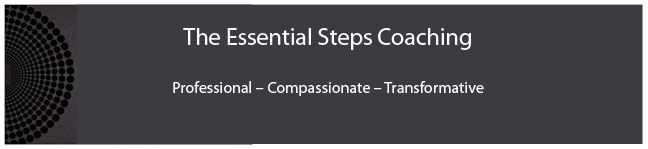 The Essential Steps Coaching
Professional – Compassionate – Transformative